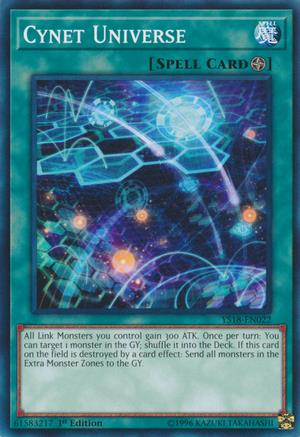 CYNET UNIVERSE
SPELL
魔
[SPELL CARD]
YS18-EN022
All Link Monsters you control gain 300 ATK. Once per turn: You
can target 1 monster in the GY; shuffle it into the Deck. If this card
on the field is destroyed by a card effect: Send all monsters in the
Extra Monster Zones to the GY.
61583217
1st Edition
©1996 KAZUKI TAKAHASHI